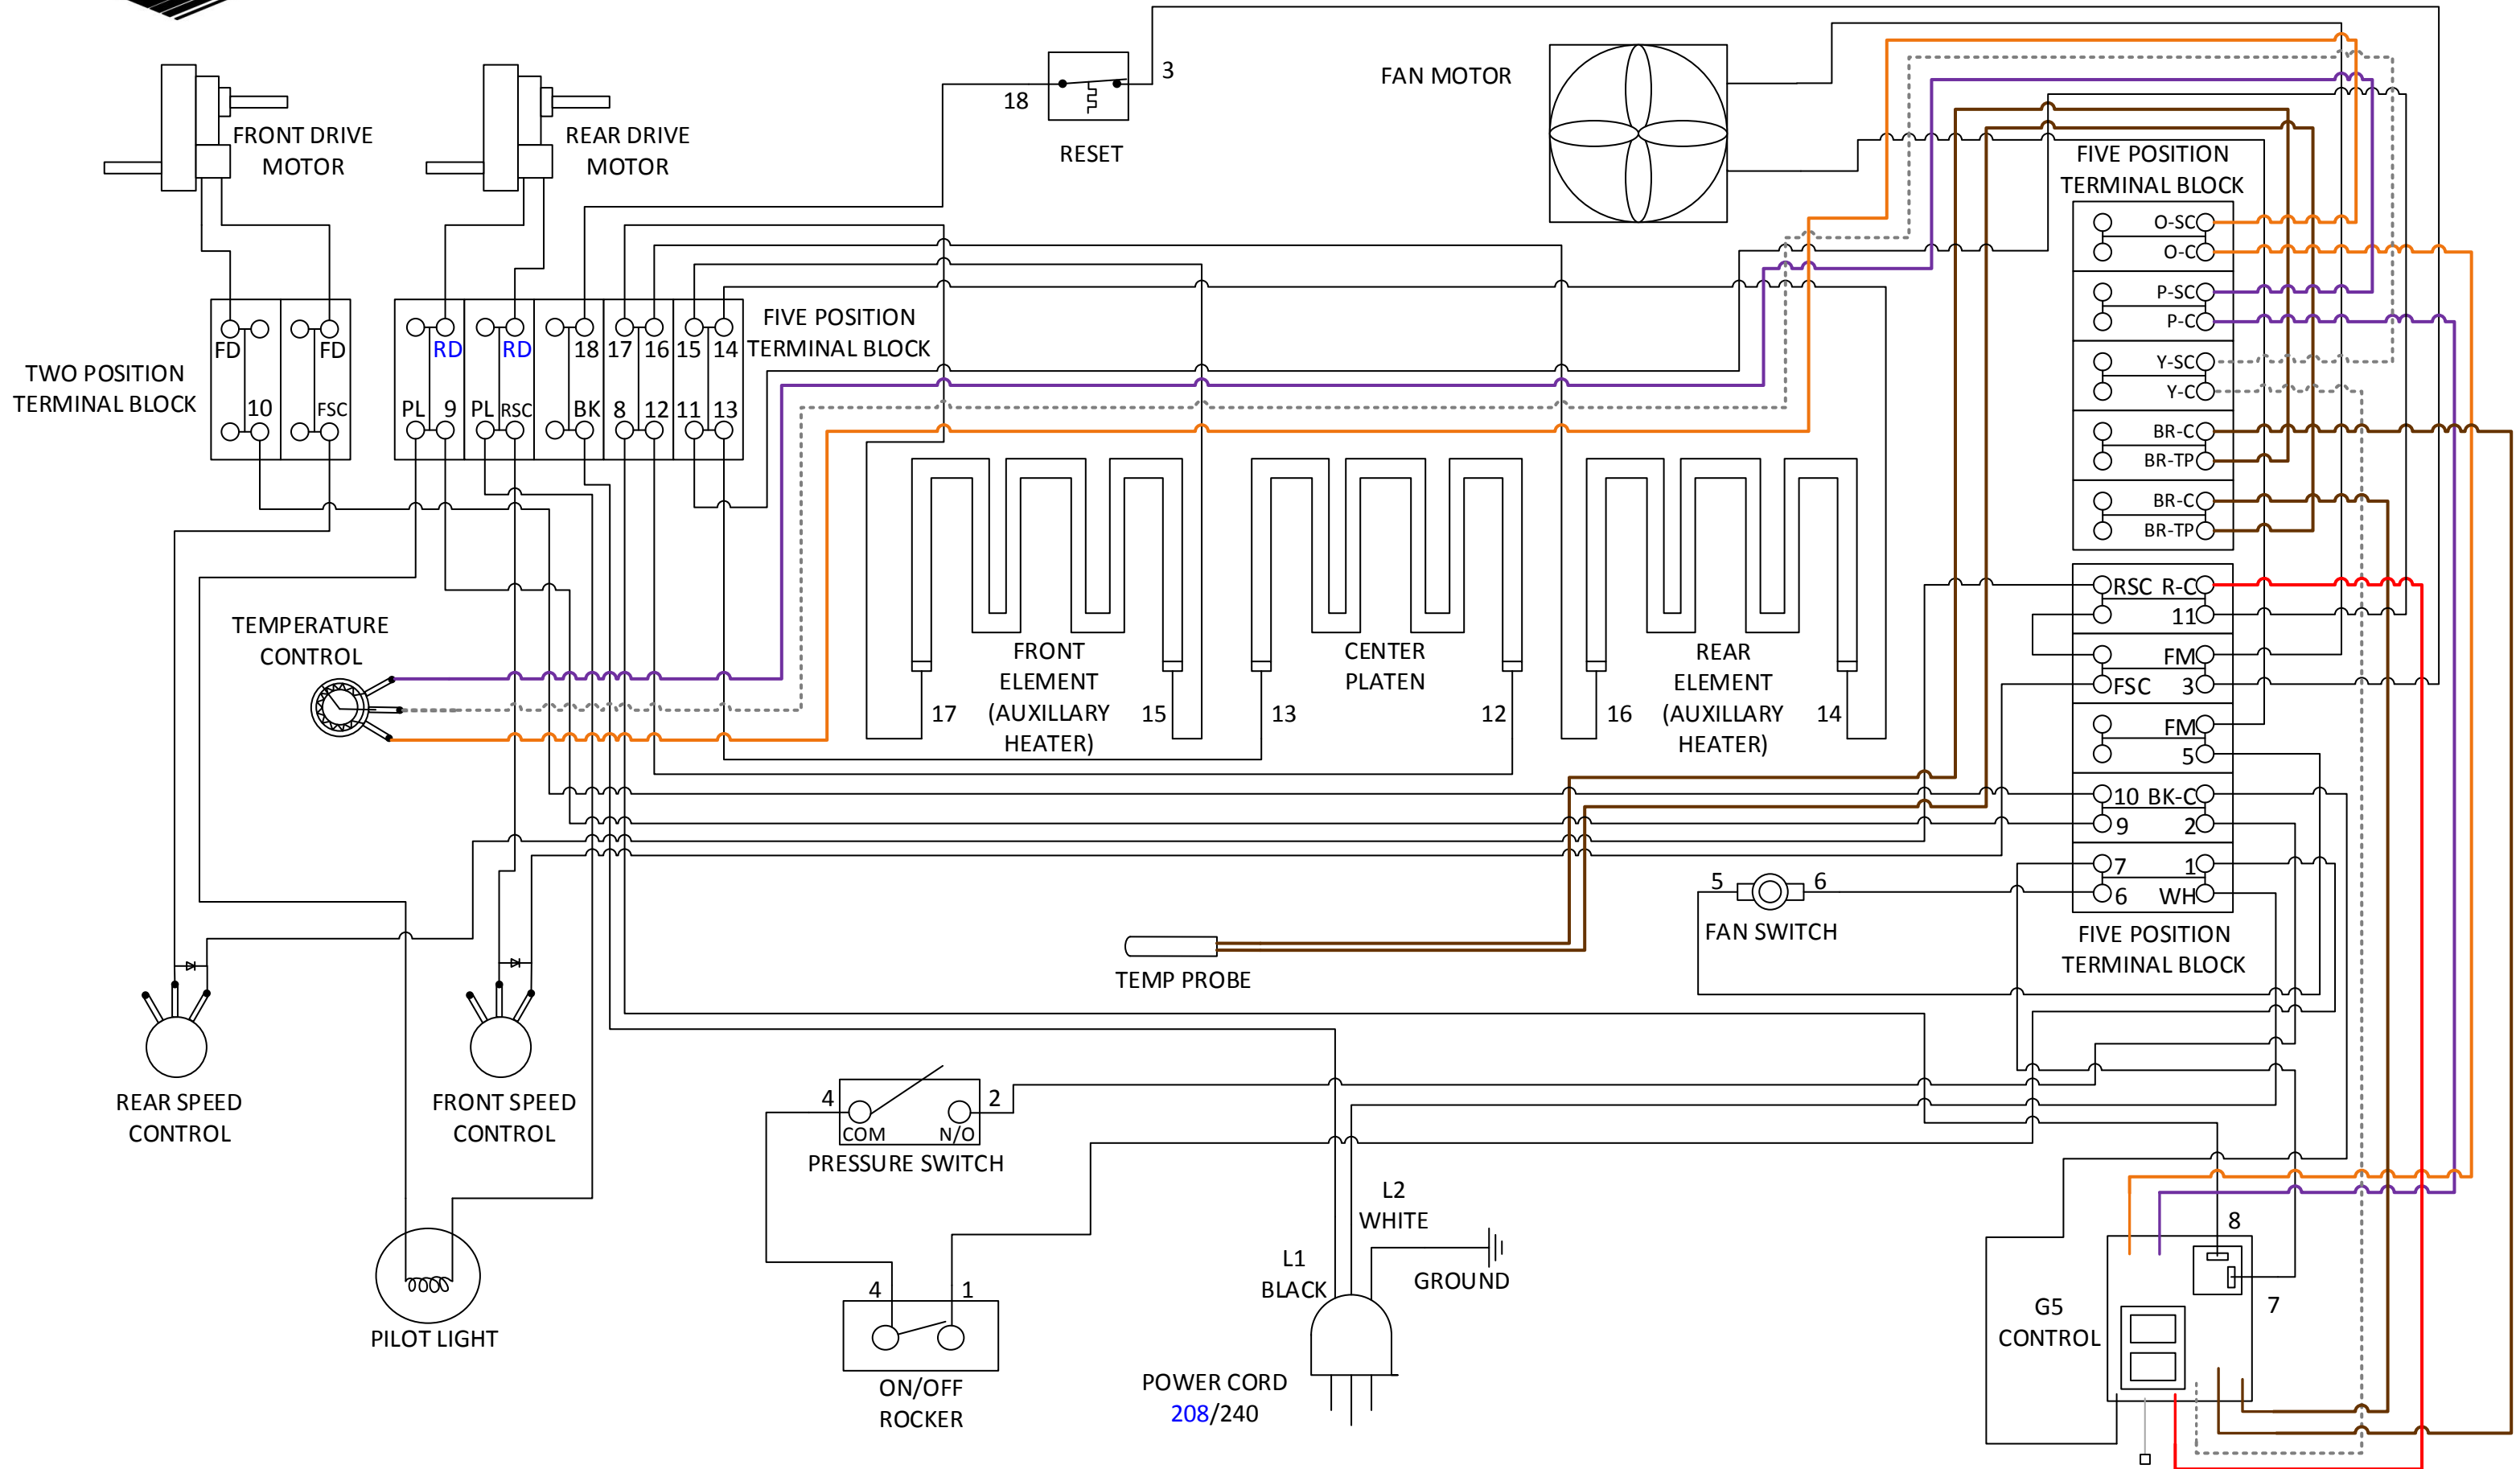 3
18
RESET
FAN MOTOR
FRONT DRIVE
MOTOR
REAR DRIVE
MOTOR
FIVE POSITION
TERMINAL BLOCK
O-SC
O-C
P-SC
P-C
Y-SC
Y-C
BR-C
BR-TP
BR-C
BR-TP
TWO POSITION
TERMINAL BLOCK
FD
FD
10
FSC
RD
RD
18
17
16
15
14
PL
9
PL
RSC
BK
8
12
11
13
FIVE POSITION
TERMINAL BLOCK
TEMPERATURE
CONTROL
FRONT
ELEMENT
(AUXILLARY
HEATER)
17
15
CENTER
PLATEN
13
12
REAR
ELEMENT
(AUXILLARY
HEATER)
16
14
RSC R-C
11
FM
FSC 3
FM
5
10 BK-C
9 2
7 1
6 WH
FIVE POSITION
TERMINAL BLOCK
5
6
FAN SWITCH
TEMP PROBE
REAR SPEED
CONTROL
FRONT SPEED
CONTROL
4
2
COM
N/O
PRESSURE SWITCH
L2
WHITE
L1
BLACK
GROUND
4
1
ON/OFF
ROCKER
PILOT LIGHT
POWER CORD
208/240
8
7
G5
CONTROL